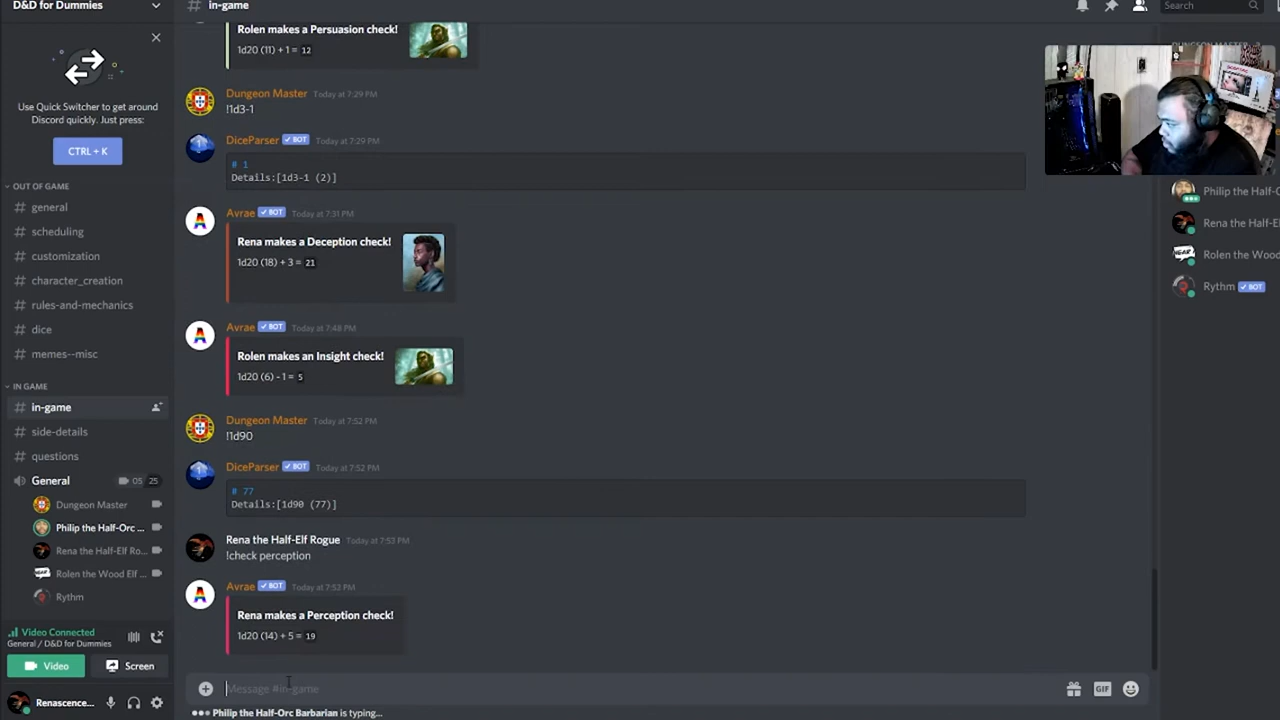 D&D for Dummies
# in-game
Search
Use Quick Switcher to get around
Discord quickly. Just press:
CTRL + K
OUT OF GAME
# general
# scheduling
# customization
# character_creation
# rules-and-mechanics
# dice
# memes--misc
IN GAME
# in-game
# side-details
# questions
General 05 25
Dungeon Master
Philip the Half-Orc ...
Rena the Half-Elf Ro...
Rolen the Wood Elf ...
Rythm
Video Connected
General / D&D for Dummies
Video Screen
Renascence...
Rolen makes a Persuasion check!
1d20 (11) + 1 = 12
Dungeon Master Today at 7:29 PM
!1d3-1
DiceParser BOT Today at 7:29 PM
# 1
Details:[1d3-1 (2)]
Avrae BOT Today at 7:31 PM
Rena makes a Deception check!
1d20 (18) + 3 = 21
Avrae BOT Today at 7:48 PM
Rolen makes an Insight check!
1d20 (6) - 1 = 5
Dungeon Master Today at 7:52 PM
!1d90
DiceParser BOT Today at 7:52 PM
# 77
Details:[1d90 (77)]
Rena the Half-Elf Rogue Today at 7:53 PM
!check perception
Avrae BOT Today at 7:53 PM
Rena makes a Perception check!
1d20 (14) + 5 = 19
Message #in-game
GIF
Philip the Half-Orc Barbarian is typing...
Philip the Half-O
Rena the Half-El
Rolen the Wood
Rythm BOT